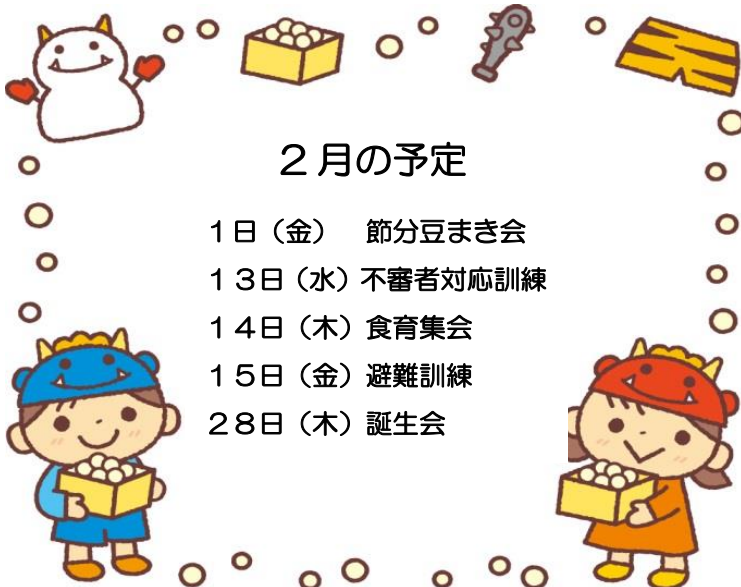 ２月の予定
１日（金）　節分豆まき会
１３日（水）不審者対応訓練
１４日（木）食育集会
１５日（金）避難訓練
２８日（木）誕生会